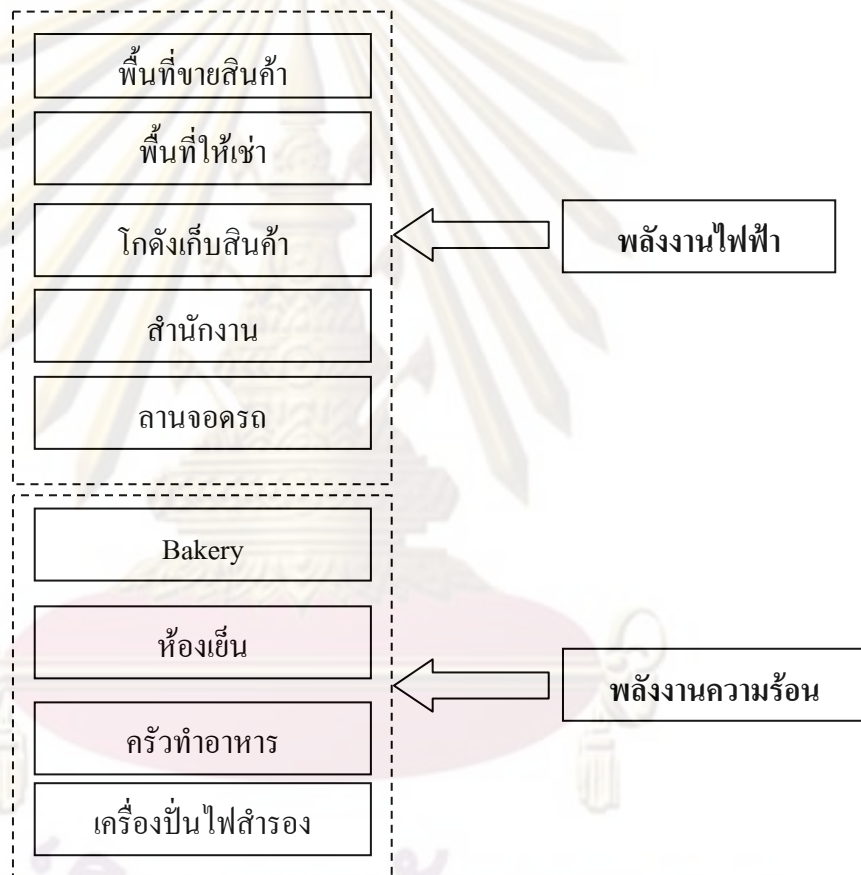 พื้นที่ขายสินค้า
พื้นที่ให้เช่า
โกดังเก็บสินค้า
สำนักงาน
ลานจอดรถ
พลังงานไฟฟ้า
Bakery
ห้องเย็น
ครัวทำอาหาร
เครื่องปั่นไฟสำรอง
พลังงานความร้อน